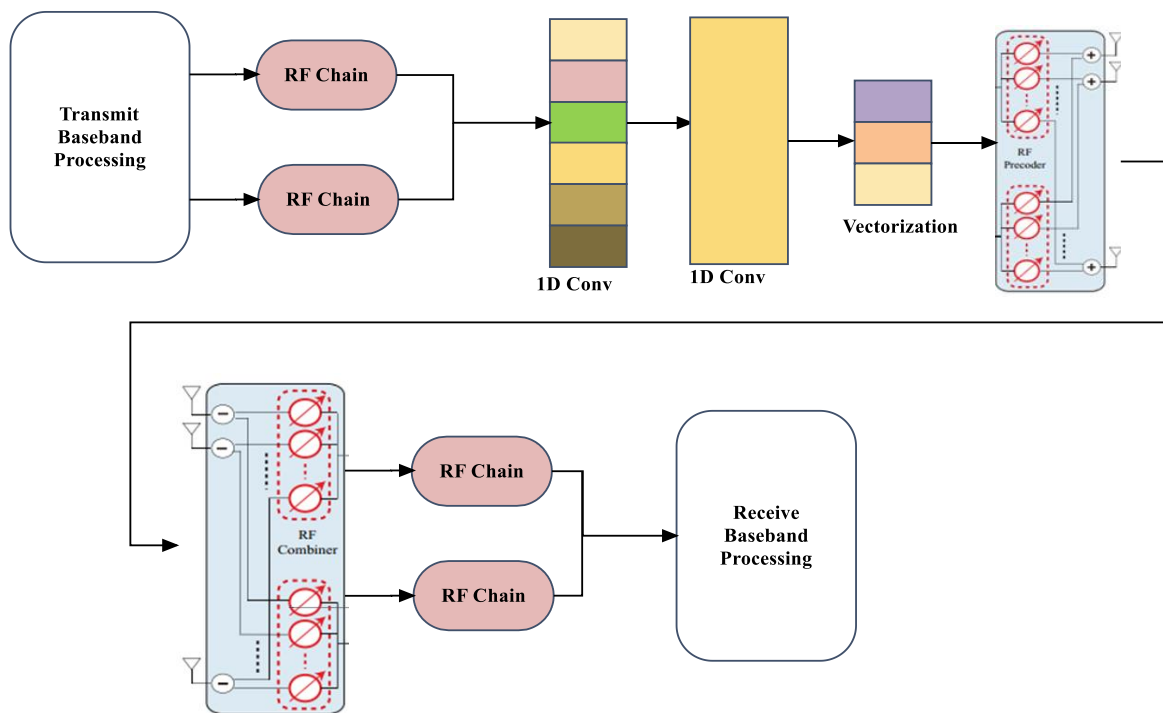 Transmit
Baseband
Processing
RF Chain
RF Chain
1D Conv
1D Conv
Vectorization
RF
Precoder
RF
Combiner
RF Chain
RF Chain
Receive
Baseband
Processing